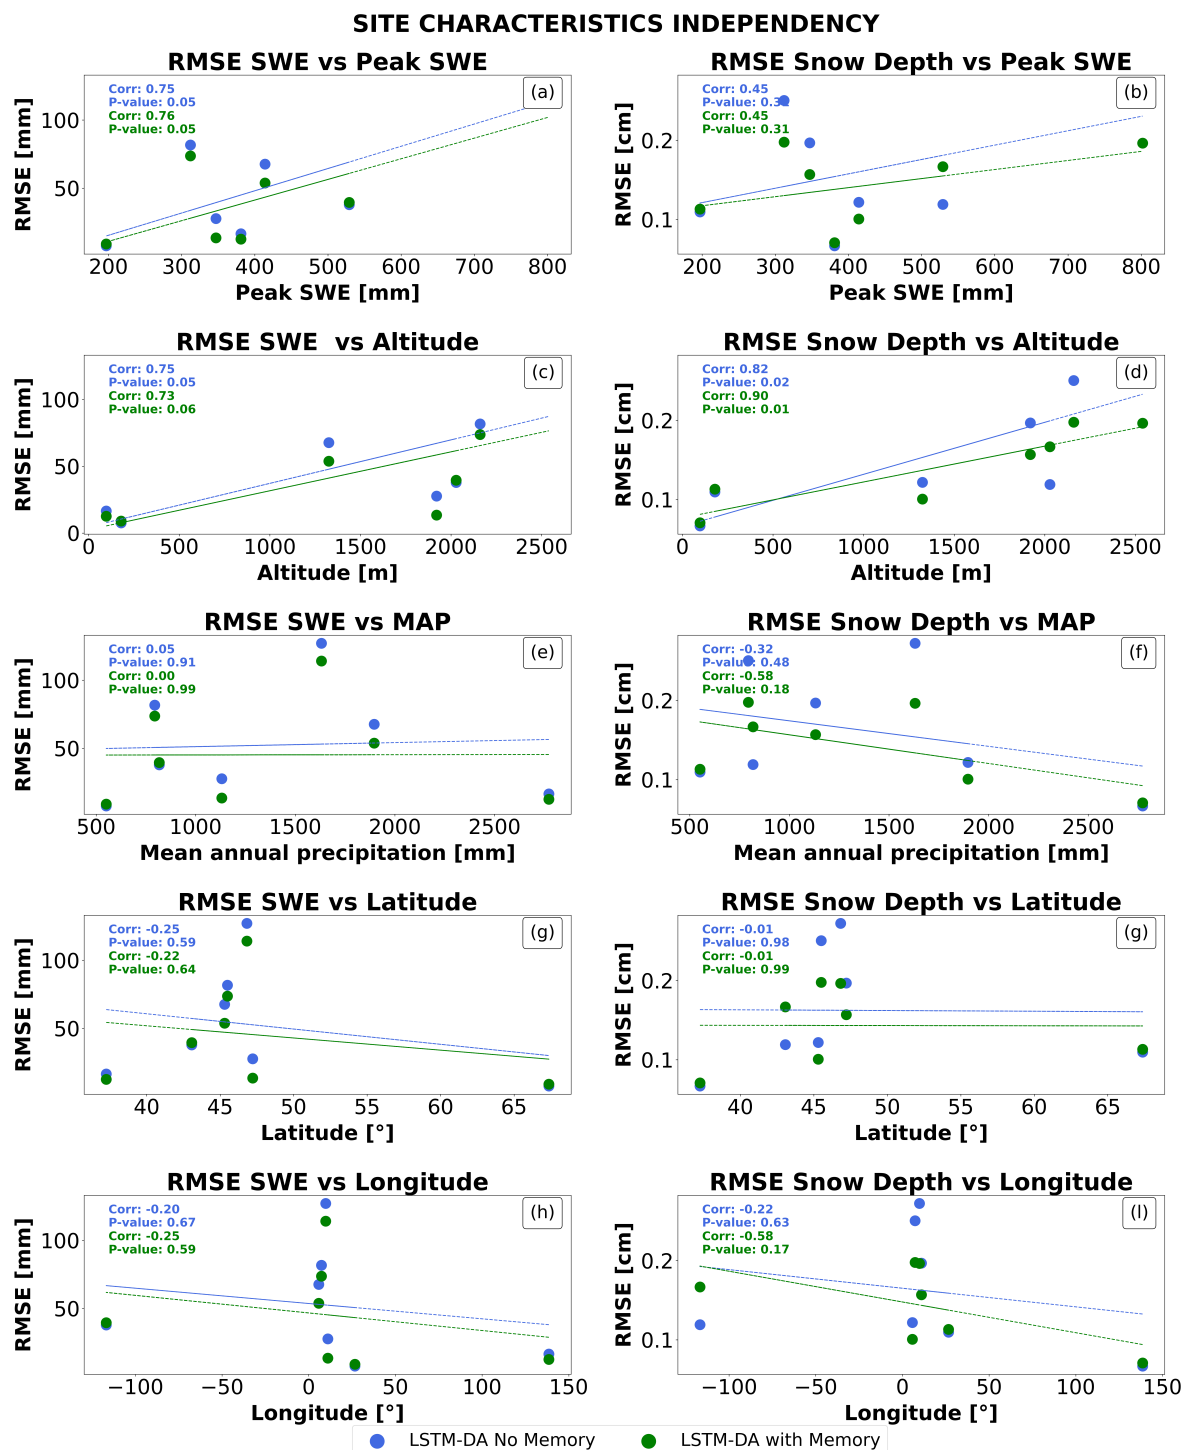 SITE CHARACTERISTICS INDEPENDENCY
RMSE SWE vs Peak SWE
Corr: 0.75
P-value: 0.05
Corr: 0.76
P-value: 0.05
(a)
RMSE [mm]
100
50
200 300 400 500 600 700 800
Peak SWE [mm]
RMSE Snow Depth vs Peak SWE
Corr: 0.45
P-value: 0.31
Corr: 0.45
P-value: 0.31
(b)
RMSE [cm]
0.2
0.1
200 300 400 500 600 700 800
Peak SWE [mm]
RMSE SWE  vs Altitude
Corr: 0.75
P-value: 0.05
Corr: 0.73
P-value: 0.06
(c)
RMSE [mm]
100
50
0
0 500 1000 1500 2000 2500
Altitude [m]
RMSE Snow Depth vs Altitude
Corr: 0.82
P-value: 0.02
Corr: 0.90
P-value: 0.01
(d)
RMSE [cm]
0.2
0.1
0 500 1000 1500 2000 2500
Altitude [m]
RMSE SWE vs MAP
Corr: 0.05
P-value: 0.91
Corr: 0.00
P-value: 0.99
(e)
RMSE [mm]
100
50
500 1000 1500 2000 2500
Mean annual precipitation [mm]
RMSE Snow Depth vs MAP
Corr: -0.32
P-value: 0.48
Corr: -0.58
P-value: 0.18
(f)
RMSE [cm]
0.2
0.1
500 1000 1500 2000 2500
Mean annual precipitation [mm]
RMSE SWE vs Latitude
Corr: -0.25
P-value: 0.59
Corr: -0.22
P-value: 0.64
(g)
RMSE [mm]
100
50
40 45 50 55 60 65
Latitude [°]
RMSE Snow Depth vs Latitude
Corr: -0.01
P-value: 0.98
Corr: -0.01
P-value: 0.99
(g)
RMSE [cm]
0.2
0.1
40 45 50 55 60 65
Latitude [°]
RMSE SWE vs Longitude
Corr: -0.20
P-value: 0.67
Corr: -0.25
P-value: 0.59
(h)
RMSE [mm]
100
50
−100 −50 0 50 100 150
Longitude [°]
RMSE Snow Depth vs Longitude
Corr: -0.22
P-value: 0.63
Corr: -0.58
P-value: 0.17
(l)
RMSE [cm]
0.2
0.1
−100 −50 0 50 100 150
Longitude [°]
LSTM-DA No Memory
LSTM-DA with Memory